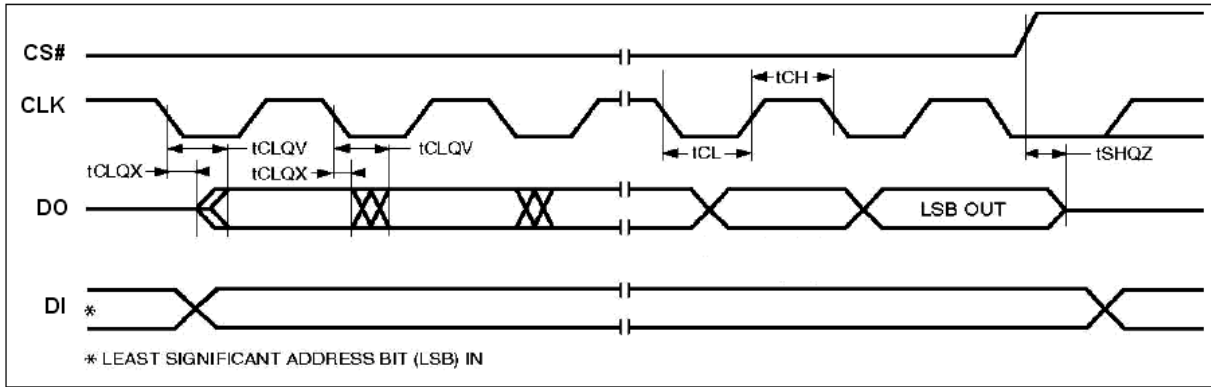 CS#
tCH
CLK
tCLQV
tCLQV
tCL
tSHQZ
tCLQX
tCLQX
DO
LSB OUT
DI
*
* LEAST SIGNIFICANT ADDRESS BIT (LSB) IN